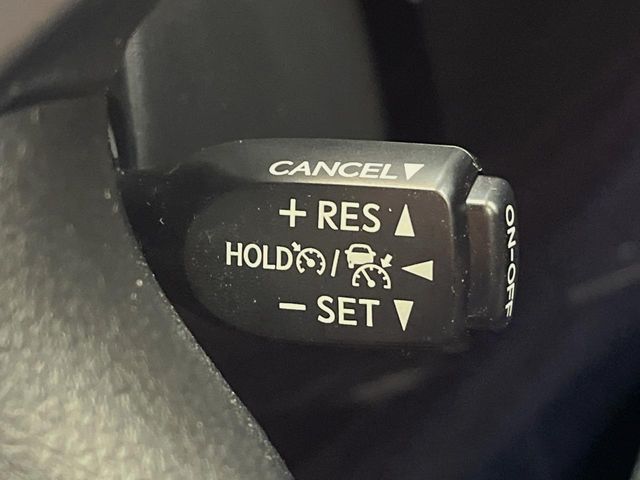 CANCEL▼
+ RES ▲
HOLD / ◀
− SET ▼
ON-OFF